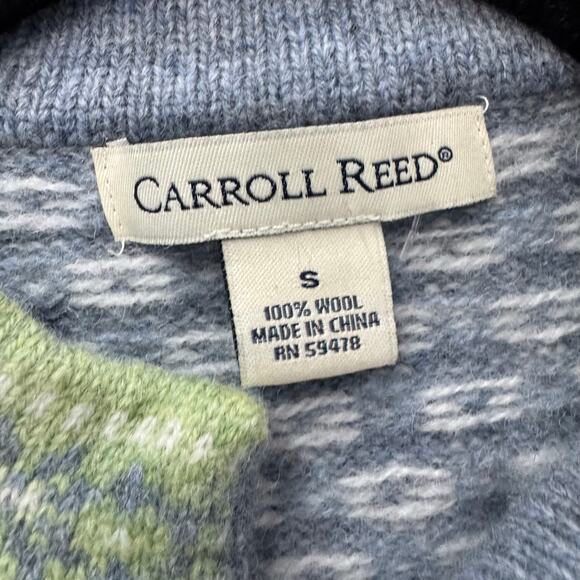 CARROLL REED®
S
100% WOOL
MADE IN CHINA
RN 59478